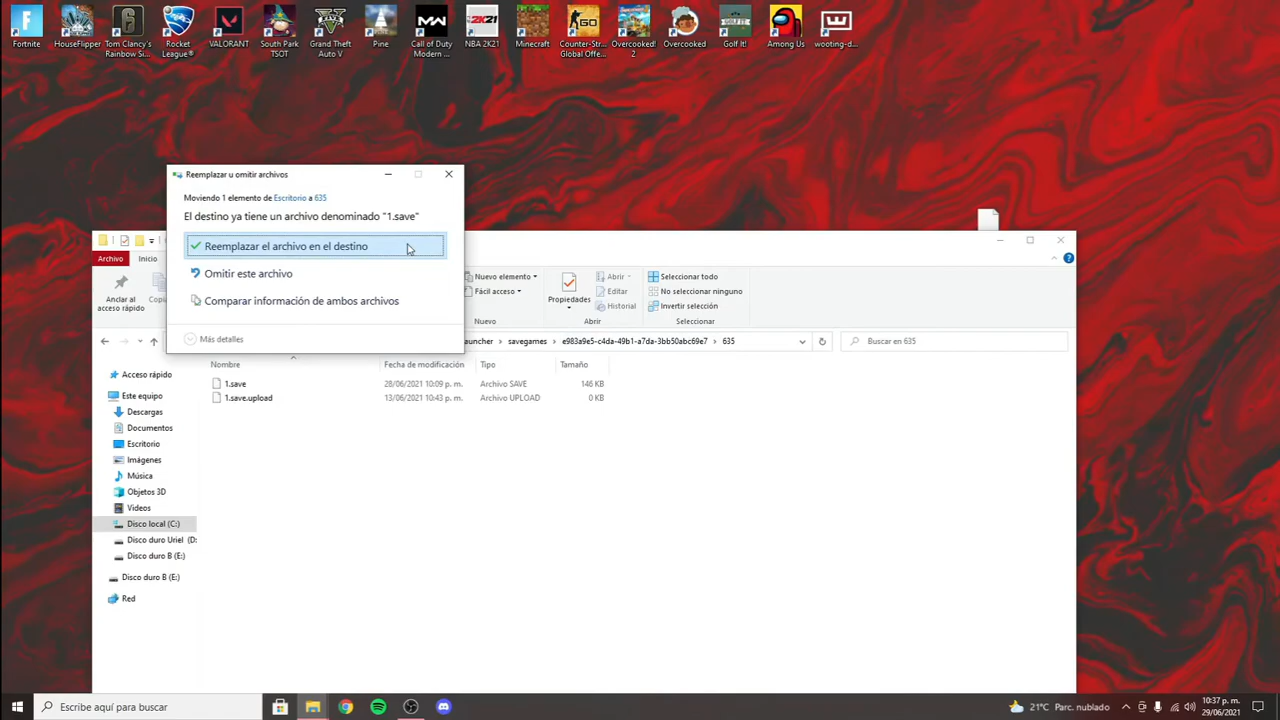 Fortnite
HouseFlipper
Tom Clancy's
Rainbow Si...
Rocket
League®
VALORANT
South Park
TSOT
Grand Theft
Auto V
Pine
Call of Duty
Modern ...
NBA 2K21
Minecraft
Counter-Str...
Global Offe...
Overcooked!
2
Overcooked
Golf It!
Among Us
wooting-d...
Reemplazar u omitir archivos
Moviendo 1 elemento de Escritorio a 635
El destino ya tiene un archivo denominado "1.save"
Reemplazar el archivo en el destino
Omitir este archivo
Comparar información de ambos archivos
Más detalles
Archivo
Inicio
Anclar al
acceso rápido
Nuevo elemento
Fácil acceso
Nuevo
Propiedades
Abrir
Editar
Historial
Abrir
Seleccionar todo
No seleccionar ninguno
Invertir selección
Seleccionar
savegames > e983a9e5-c4da-49b1-a7da-3bb50abc69e7 > 635
Buscar en 635
Nombre
Fecha de modificación
Tipo
Tamaño
1.save
28/06/2021 10:09 p. m.
Archivo SAVE
146 KB
1.save.upload
13/06/2021 10:43 p. m.
Archivo UPLOAD
0 KB
Acceso rápido
Este equipo
Descargas
Documentos
Escritorio
Imágenes
Música
Objetos 3D
Videos
Disco local (C:)
Disco duro Uriel (D:
Disco duro B (E:)
Disco duro B (E:)
Red
Escribe aquí para buscar
21°C Parc. nublado
10:37 p. m.
29/06/2021